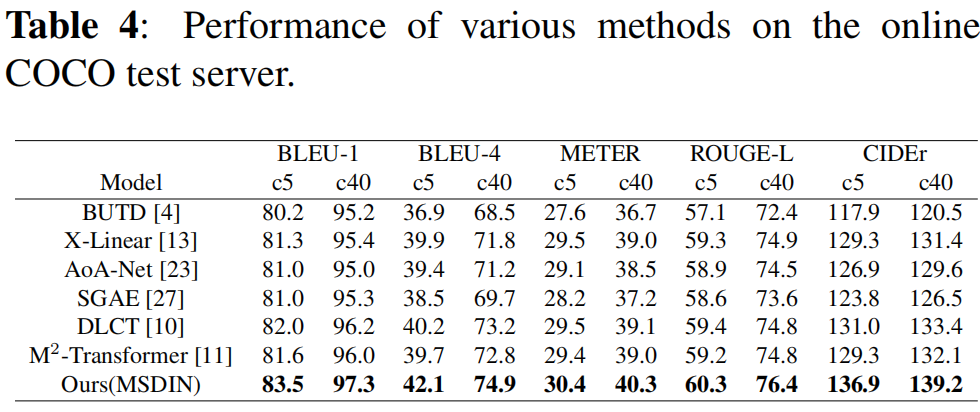 Table 4: Performance of various methods on the online
COCO test server.
BLEU-1 BLEU-4 METER ROUGE-L CIDEr
Model c5 c40 c5 c40 c5 c40 c5 c40 c5 c40
BUTD [4] 80.2 95.2 36.9 68.5 27.6 36.7 57.1 72.4 117.9 120.5
X-Linear [13] 81.3 95.4 39.9 71.8 29.5 39.0 59.3 74.9 129.3 131.4
AoA-Net [23] 81.0 95.0 39.4 71.2 29.1 38.5 58.9 74.5 126.9 129.6
SGAE [27] 81.0 95.3 38.5 69.7 28.2 37.2 58.6 73.6 123.8 126.5
DLCT [10] 82.0 96.2 40.2 73.2 29.5 39.1 59.4 74.8 131.0 133.4
M²-Transformer [11] 81.6 96.0 39.7 72.8 29.4 39.0 59.2 74.8 129.3 132.1
Ours(MSDIN) 83.5 97.3 42.1 74.9 30.4 40.3 60.3 76.4 136.9 139.2